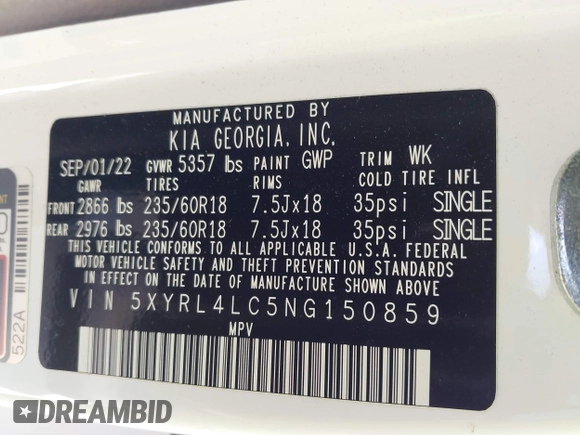 MANUFACTURED BY
KIA GEORGIA, INC.
SEP/01/22 GVWR 5357 lbs PAINT GWP TRIM WK
GAWR TIRES RIMS COLD TIRE INFL
FRONT 2866 lbs 235/60R18 7.5Jx18 35psi SINGLE
REAR 2976 lbs 235/60R18 7.5Jx18 35psi SINGLE
THIS VEHICLE CONFORMS TO ALL APPLICABLE U.S.A. FEDERAL
MOTOR VEHICLE SAFETY AND THEFT PREVENTION STANDARDS
IN EFFECT ON THE DATE OF MANUFACTURE SHOWN ABOVE.
VIN 5XYRL4LC5NG150859
MPV
522A
DREAMBID